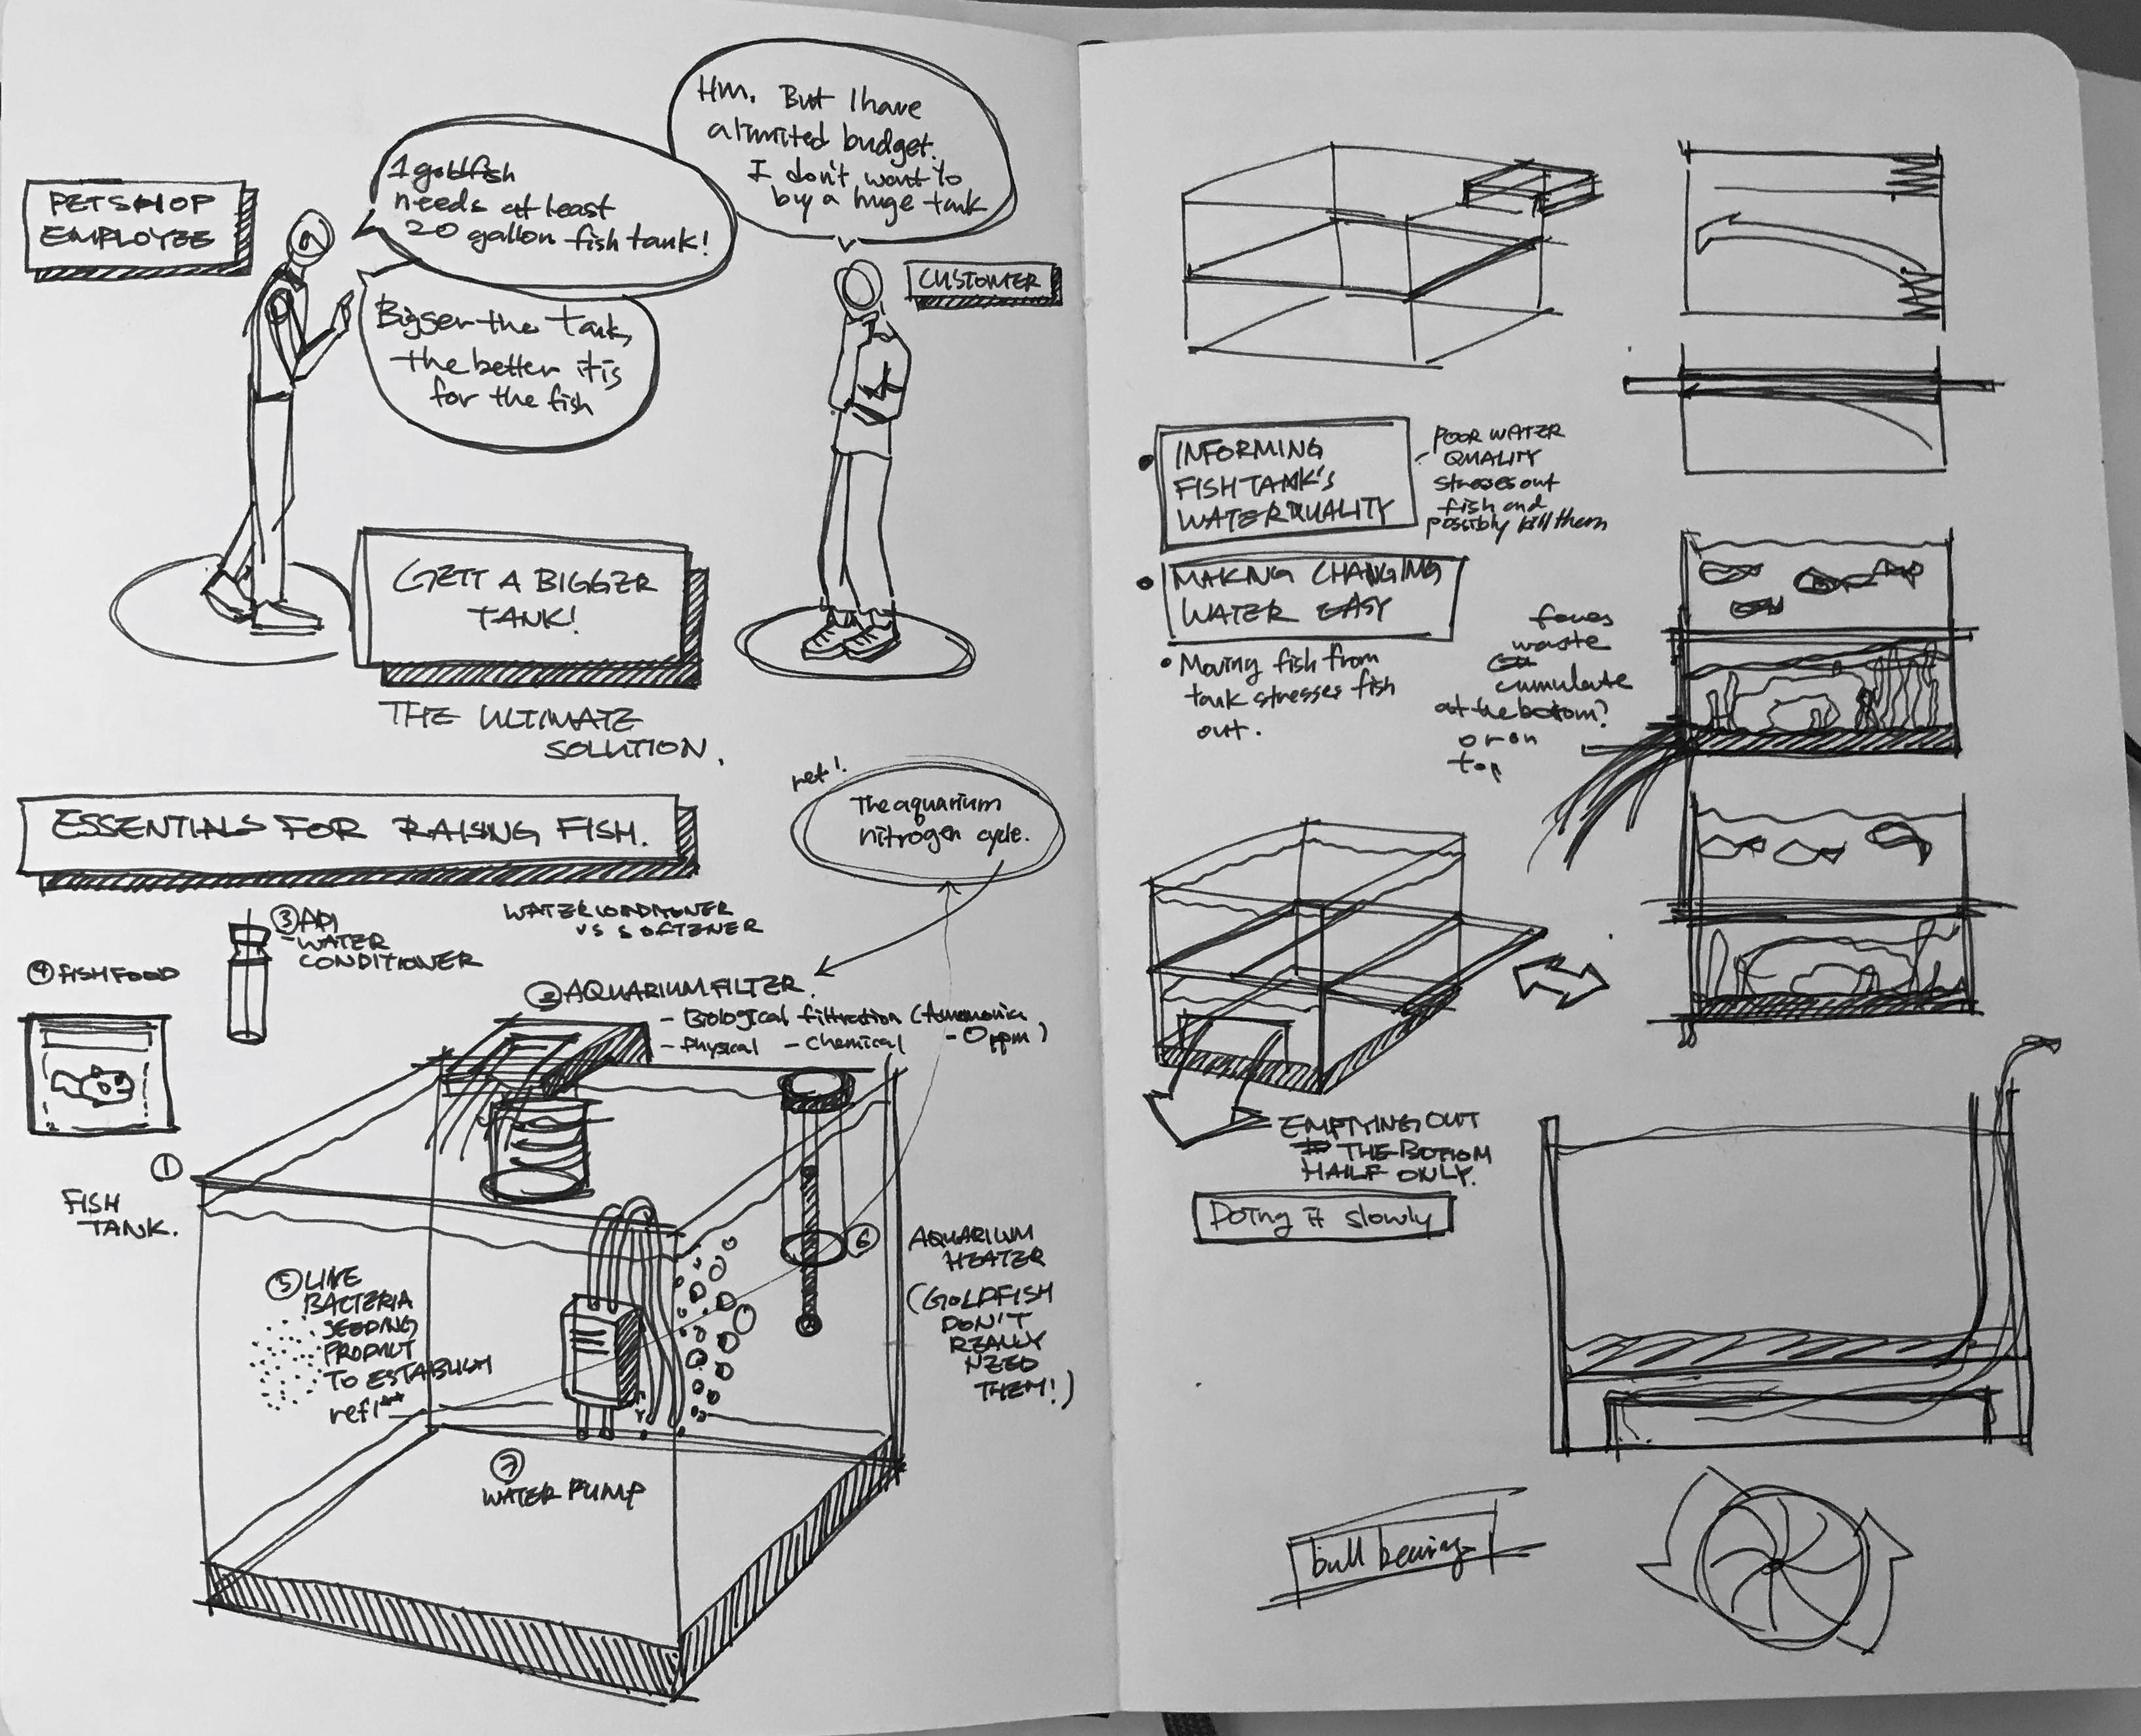 PETSHOP
EMPLOYEE
1 goldfish
needs at least
20 gallon fish tank!
Bigger the Tank,
the better it is
for the fish
Hm. But I have
a limited budget.
I don't want to
buy a huge tank
CUSTOMER
GETT A BIGGER
TANK!
THE ULTIMATE
SOLUTION.
ESSENTIALS FOR RAISING FISH.
ref!
The aquarium
nitrogen cycle.
③ API
- WATER
CONDITIONER
WATER CONDITIONER
VS SOFTENER
④ FISH FOOD
② AQUARIUM FILTER.
- Biological filtration (Ammonia
- Physical - Chemical - 0 ppm)
①
FISH
TANK.
⑤ LIVE
BACTERIA
SEEDING
PRODUCT
TO ESTABLISH
ref!
⑥
AQUARIUM
HEATER
(GOLDFISH
DON'T
REALLY
NEED
THEM!)
⑦
WATER PUMP
• INFORMING
FISH TANK'S
WATER QUALITY
- POOR WATER
QUALITY
stresses out
fish and
possibly kill them
• MAKING CHANGING
WATER EASY
• Moving fish from
tank stresses fish
out.
waste
cumulate
at the bottom?
or on
top
EMPTYING OUT
THE BOTTOM
HALF ONLY.
Doing it slowly
ball bearing